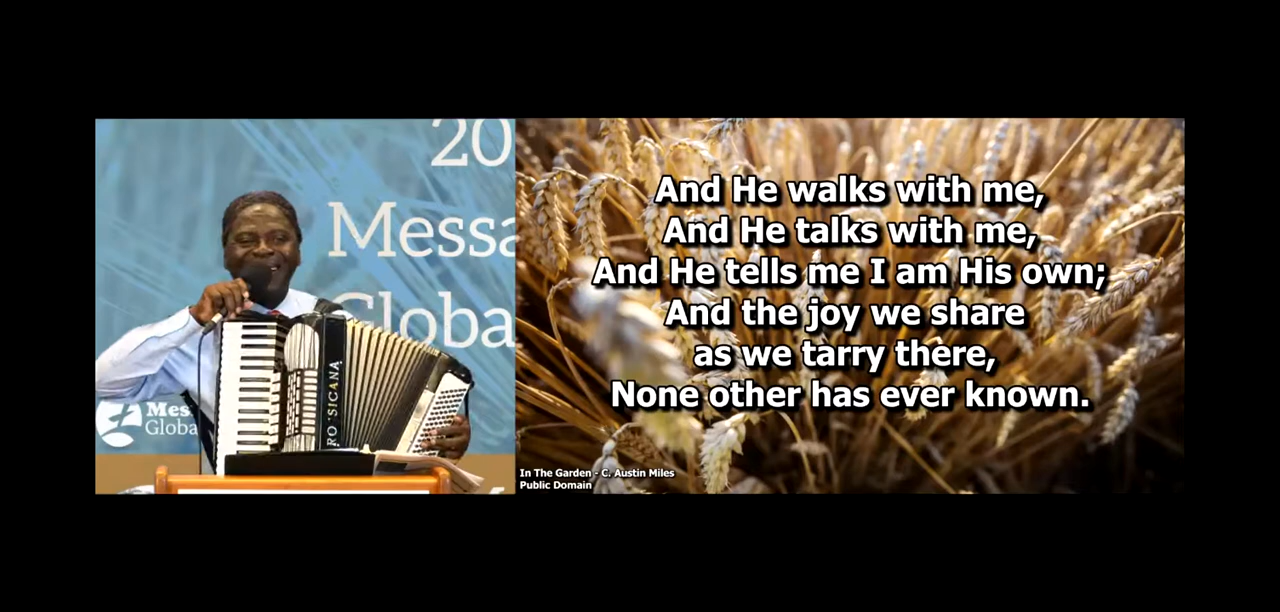 20
Messa
Globa
Mes
Globa
RO'SICANA
And He walks with me,
And He talks with me,
And He tells me I am His own;
And the joy we share
as we tarry there,
None other has ever known.
In The Garden - C. Austin Miles
Public Domain